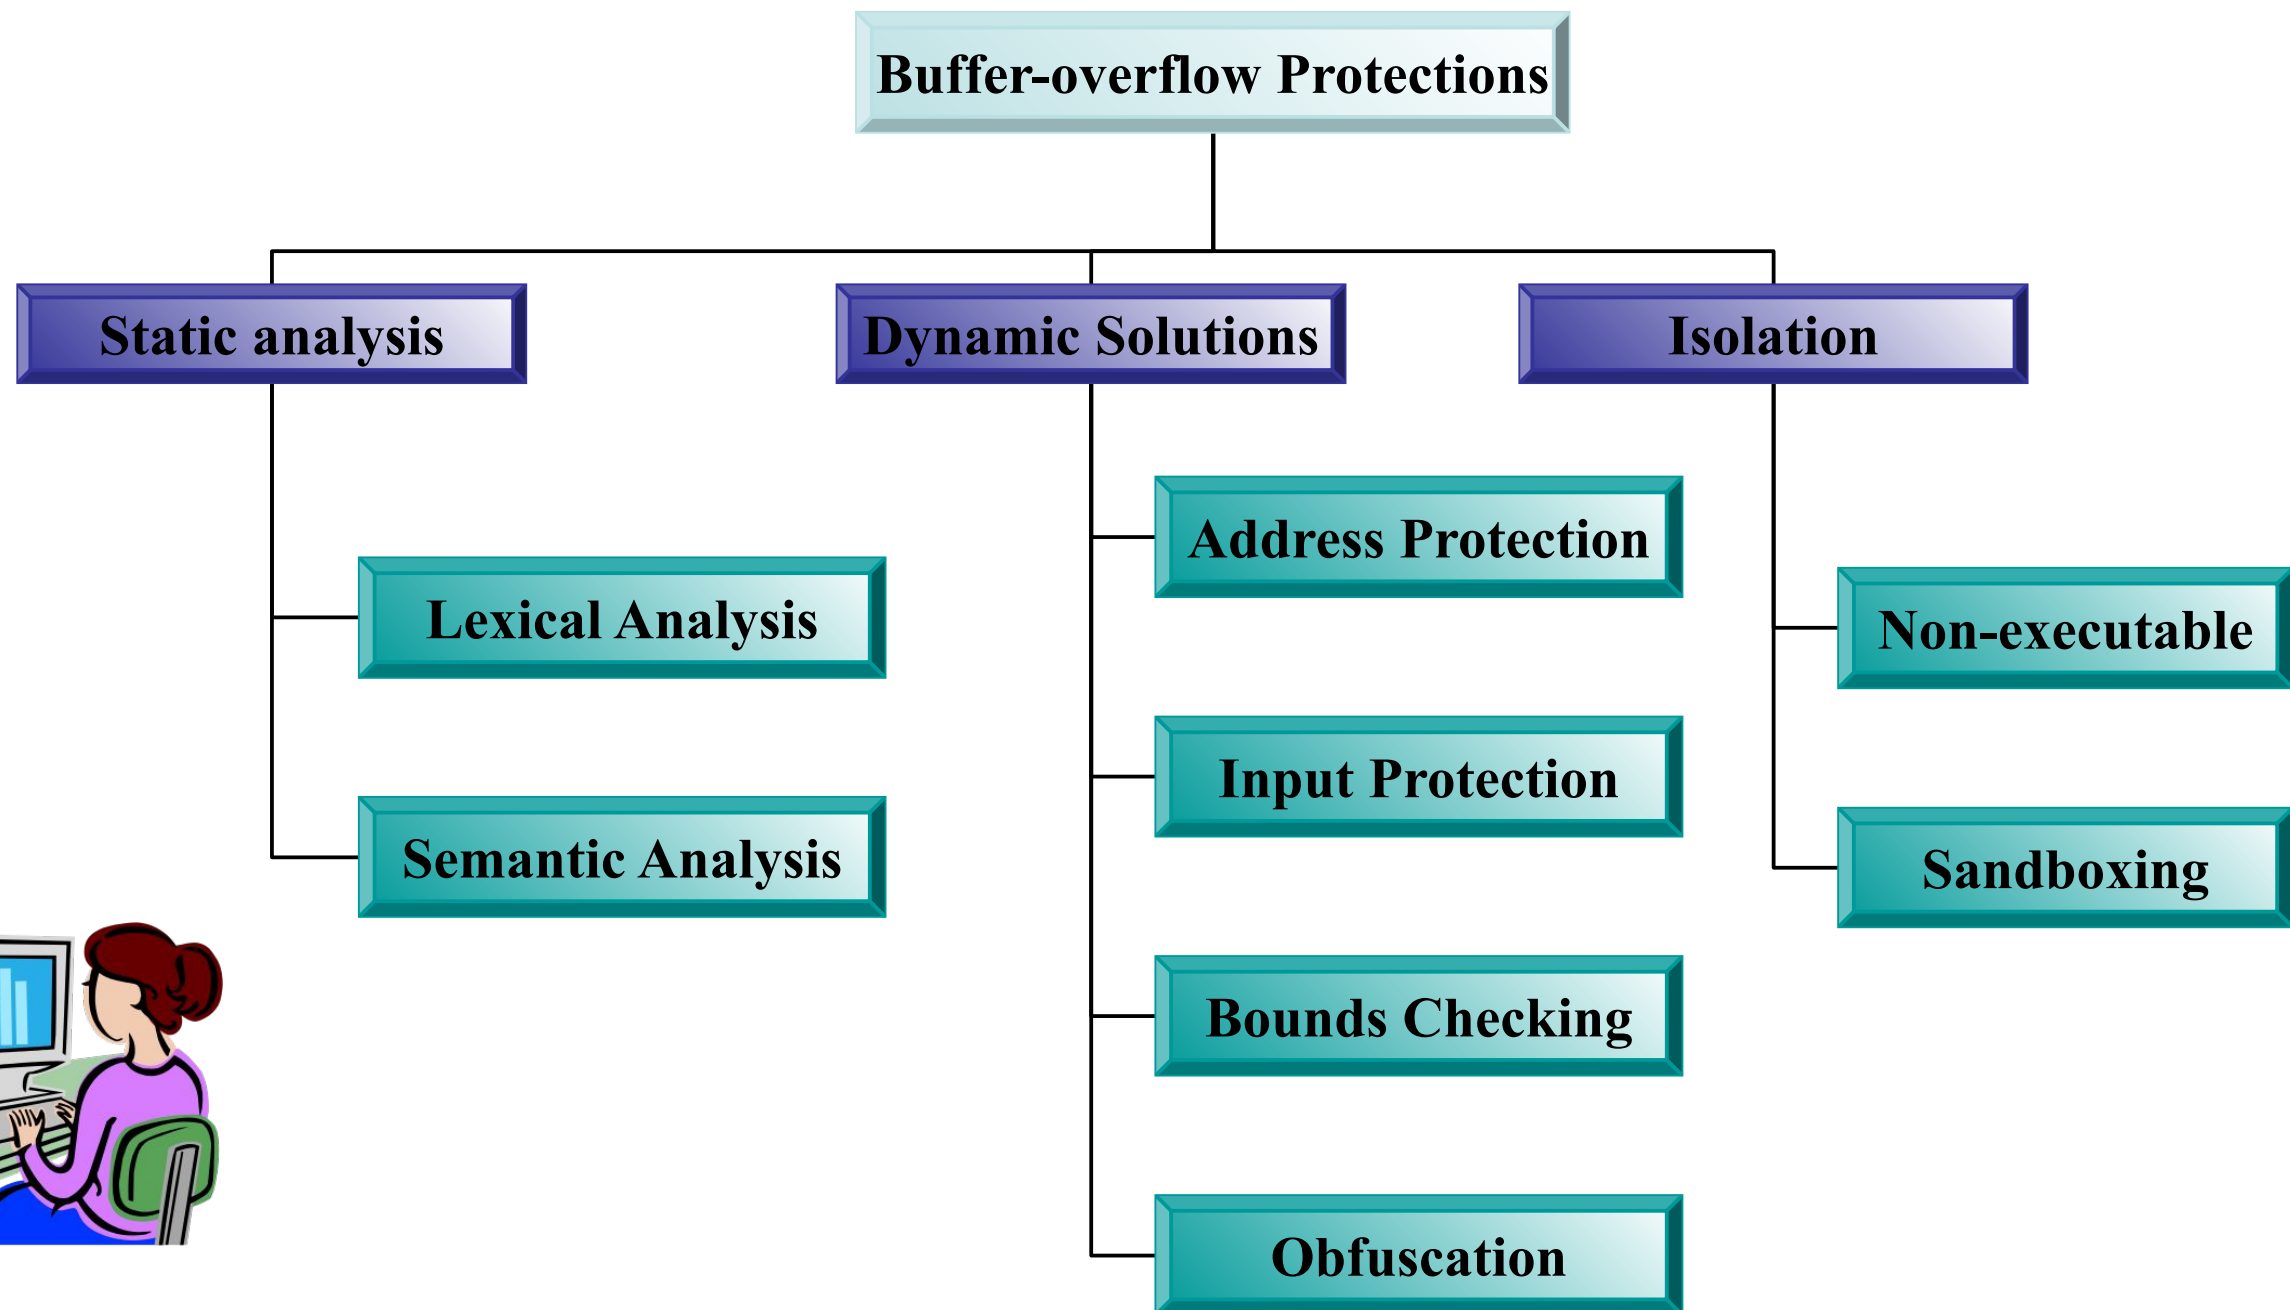 Buffer-overflow Protections
Static analysis
Dynamic Solutions
Isolation
Address Protection
Lexical Analysis
Non-executable
Input Protection
Semantic Analysis
Sandboxing
Bounds Checking
Obfuscation